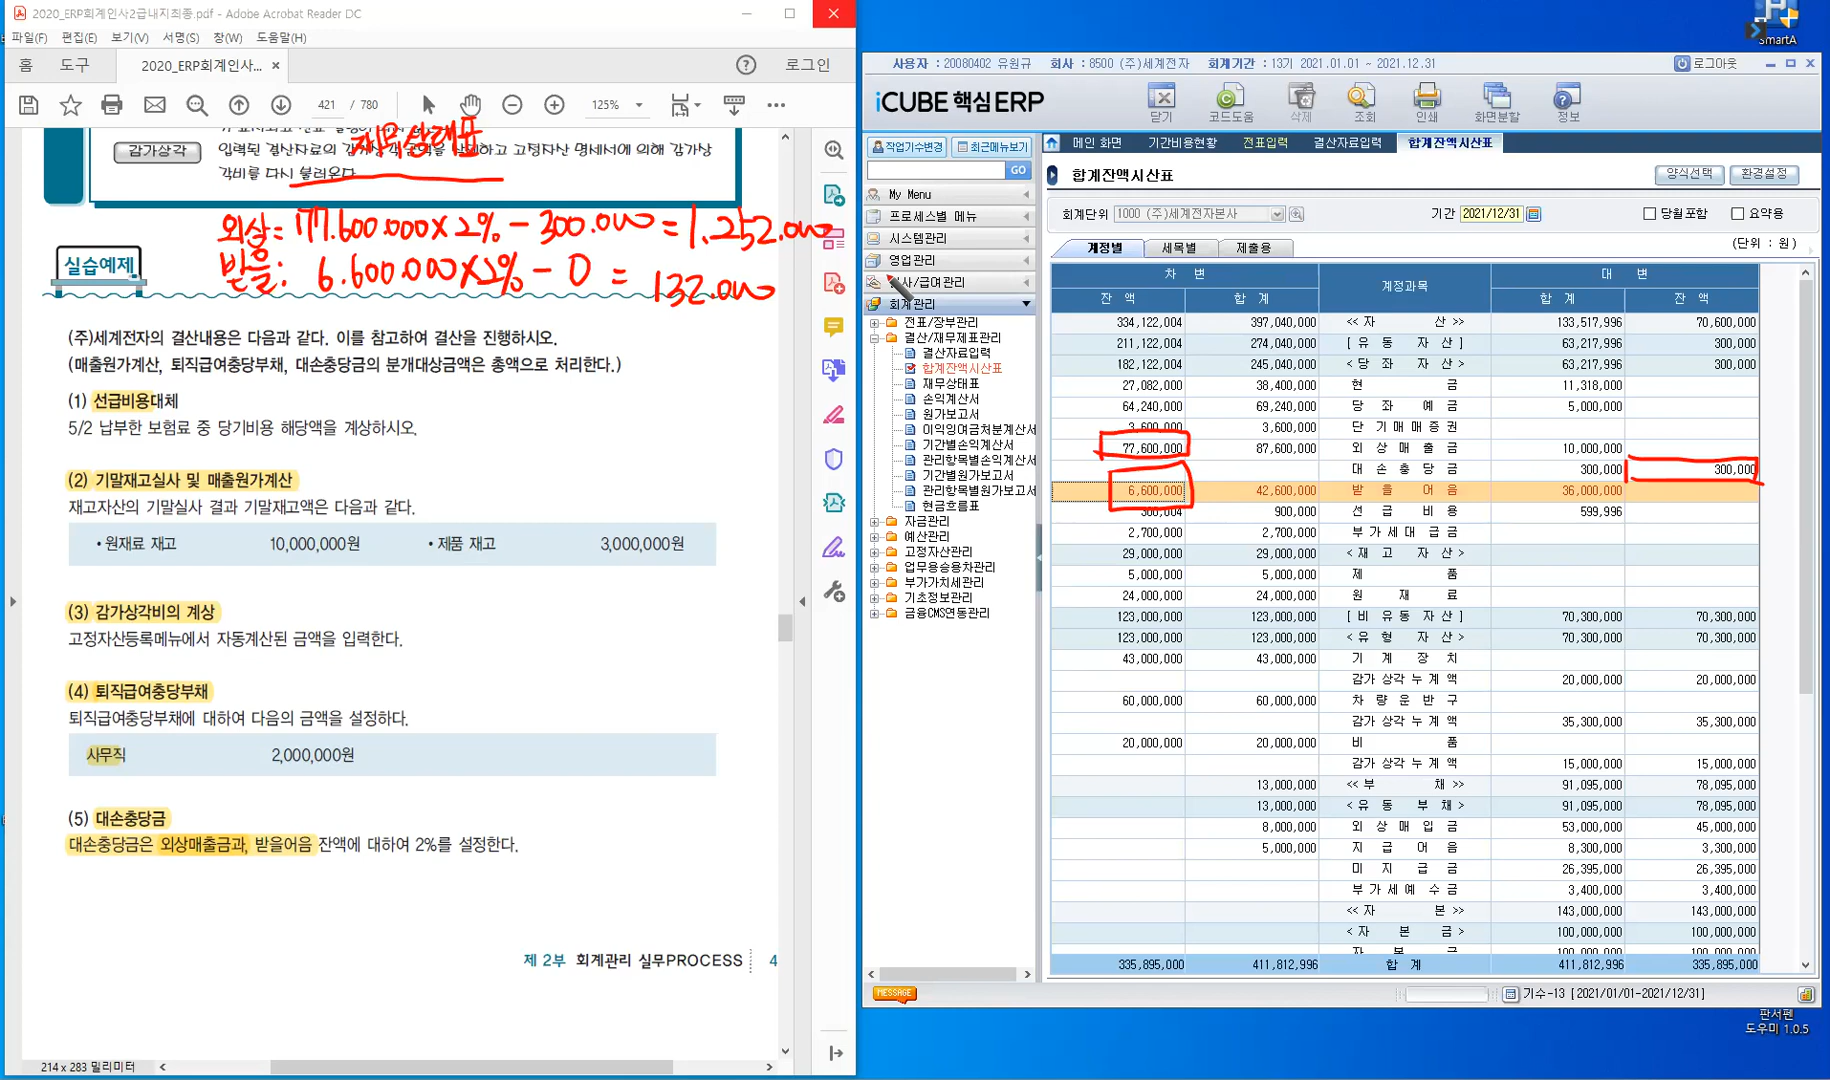 2020_ERP회계인사2급내지최종.pdf - Adobe Acrobat Reader DC
파일(F) 편집(E) 보기(V) 서명(S) 창(W) 도움말(H)
홈 도구 2020_ERP회계인사... × 로그인
421 / 780 125%
재무상태표
감가상각 입력된 결산자료의 감가상각 금액을 삭제하고 고정자산 명세서에 의해 감가상
각비를 다시 불러온다.
외상: 77.600.000×2% - 300.000 = 1.252.000
받을: 6.600.000×2% - 0 = 132.000
실습예제
(주)세계전자의 결산내용은 다음과 같다. 이를 참고하여 결산을 진행하시오.
(매출원가계산, 퇴직급여충당부채, 대손충당금의 분개대상금액은 총액으로 처리한다.)
(1) 선급비용대체
5/2 납부한 보험료 중 당기비용 해당액을 계상하시오.
(2) 기말재고실사 및 매출원가계산
재고자산의 기말실사 결과 기말재고액은 다음과 같다.
• 원재료 재고 10,000,000원 • 제품 재고 3,000,000원
(3) 감가상각비의 계상
고정자산등록메뉴에서 자동계산된 금액을 입력한다.
(4) 퇴직급여충당부채
퇴직급여충당부채에 대하여 다음의 금액을 설정하다.
사무직 2,000,000원
(5) 대손충당금
대손충당금은 외상매출금과, 받을어음 잔액에 대하여 2%를 설정한다.
제 2부 회계관리 실무PROCESS 4
214 x 283 밀리미터
SmartA
사용자 : 20080402 유원규 회사 : 8500 (주)세계전자 회계기간 : 13기 2021.01.01 ~ 2021.12.31 로그아웃
iCUBE 핵심ERP
닫기 코드도움 삭제 조회 인쇄 화면분할 정보
작업기수변경 최근메뉴보기
메인 화면 기간비용현황 전표입력 결산자료입력 합계잔액시산표
GO
My Menu
프로세스별 메뉴
시스템관리
영업관리
인사/급여관리
회계관리
전표/장부관리
결산/재무제표관리
결산자료입력
합계잔액시산표
재무상태표
손익계산서
원가보고서
이익잉여금처분계산서
기간별손익계산서
관리항목별손익계산서
기간별원가보고서
관리항목별원가보고서
현금흐름표
자금관리
예산관리
고정자산관리
업무용승용차관리
부가가치세관리
기초정보관리
금융CMS연동관리
MESSAGE
합계잔액시산표 양식선택 환경설정
회계단위 1000 (주)세계전자본사 기간 2021/12/31 당월포함 요약용
계정별 세목별 제출용 (단위 : 원)
차 변 계정과목 대 변
잔 액 합 계 합 계 잔 액
334,122,004 397,040,000 <<자 산>> 133,517,996 70,600,000
211,122,004 274,040,000 [유 동 자 산] 63,217,996 300,000
182,122,004 245,040,000 <당 좌 자 산> 63,217,996 300,000
27,082,000 38,400,000 현 금 11,318,000
64,240,000 69,240,000 당 좌 예 금 5,000,000
3,600,000 3,600,000 단 기 매 매 증 권
77,600,000 87,600,000 외 상 매 출 금 10,000,000
대 손 충 당 금 300,000 300,000
6,600,000 42,600,000 받 을 어 음 36,000,000
300,004 900,000 선 급 비 용 599,996
2,700,000 2,700,000 부 가 세 대 급 금
29,000,000 29,000,000 <재 고 자 산>
5,000,000 5,000,000 제 품
24,000,000 24,000,000 원 재 료
123,000,000 123,000,000 [비 유 동 자 산] 70,300,000 70,300,000
123,000,000 123,000,000 <유 형 자 산> 70,300,000 70,300,000
43,000,000 43,000,000 기 계 장 치
감가 상각 누 계 액 20,000,000 20,000,000
60,000,000 60,000,000 차 량 운 반 구
감가 상각 누 계 액 35,300,000 35,300,000
20,000,000 20,000,000 비 품
감가 상각 누 계 액 15,000,000 15,000,000
13,000,000 <<부 채>> 91,095,000 78,095,000
13,000,000 <유 동 부 채> 91,095,000 78,095,000
8,000,000 외 상 매 입 금 53,000,000 45,000,000
5,000,000 지 급 어 음 8,300,000 3,300,000
미 지 급 금 26,395,000 26,395,000
부 가 세 예 수 금 3,400,000 3,400,000
<<자 본>> 143,000,000 143,000,000
<자 본 금> 100,000,000 100,000,000
자 본 금 100,000,000 100,000,000
335,895,000 411,812,996 합 계 411,812,996 335,895,000
기수-13 [2021/01/01-2021/12/31]
판서펜
도우미 1.0.5